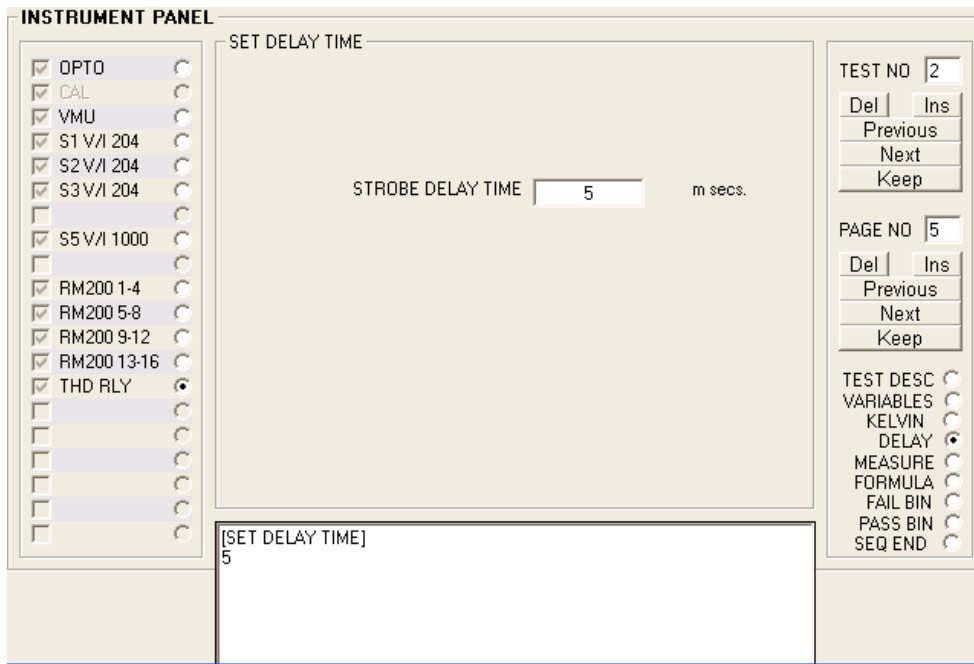 INSTRUMENT PANEL
OPTO
CAL
VMU
S1 V/I 204
S2 V/I 204
S3 V/I 204
S5 V/I 1000
RM200 1-4
RM200 5-8
RM200 9-12
RM200 13-16
THD RLY
SET DELAY TIME
STROBE DELAY TIME 5 m secs.
[SET DELAY TIME]
5
TEST NO 2
Del Ins
Previous
Next
Keep
PAGE NO 5
Del Ins
Previous
Next
Keep
TEST DESC
VARIABLES
KELVIN
DELAY
MEASURE
FORMULA
FAIL BIN
PASS BIN
SEQ END